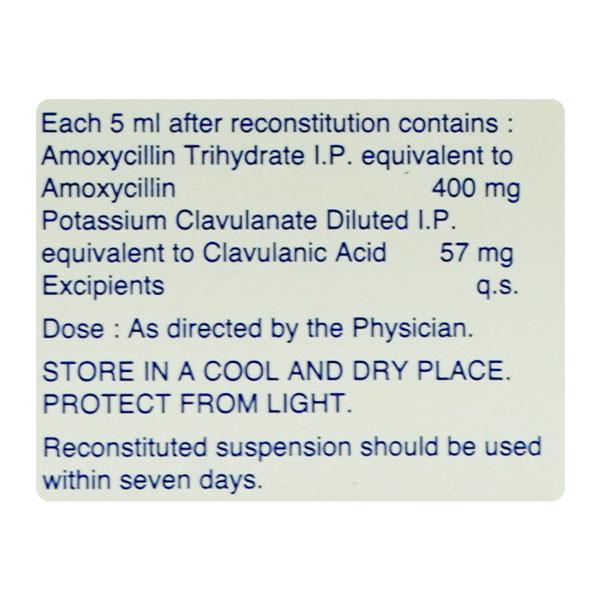 Each 5 ml after reconstitution contains :
Amoxycillin Trihydrate I.P. equivalent to
Amoxycillin 400 mg
Potassium Clavulanate Diluted I.P.
equivalent to Clavulanic Acid 57 mg
Excipients q.s.
Dose : As directed by the Physician.
STORE IN A COOL AND DRY PLACE.
PROTECT FROM LIGHT.
Reconstituted suspension should be used
within seven days.